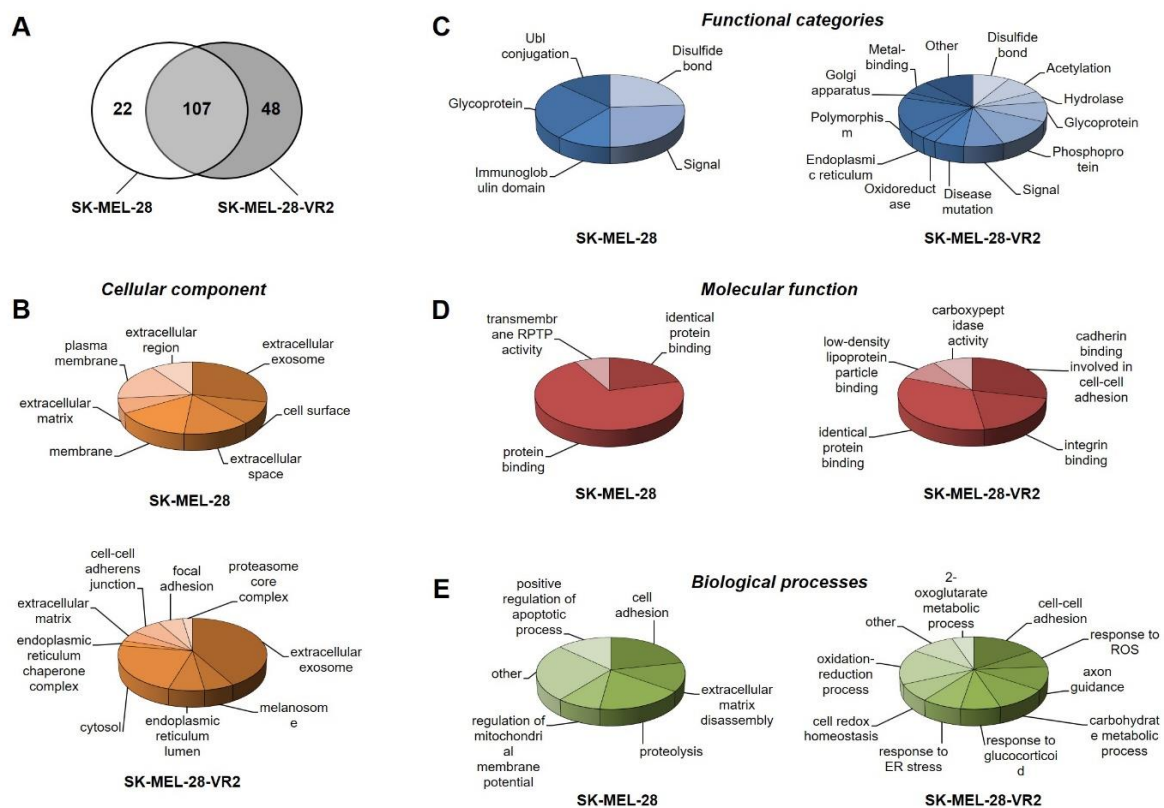 A
22
107
48
SK-MEL-28
SK-MEL-28-VR2
Cellular component
B
extracellular
region
plasma
membrane
extracellular
exosome
extracellular
matrix
cell surface
membrane
extracellular
space
SK-MEL-28
cell-cell
adherens
junction
focal
adhesion
proteasome
core
complex
extracellular
matrix
endoplasmic
reticulum
chaperone
complex
extracellular
exosome
cytosol
endoplasmic
reticulum
lumen
melanosom
e
SK-MEL-28-VR2
C
Functional categories
Ubl
conjugation
Disulfide
bond
Glycoprotein
Immunoglob
ulin domain
Signal
SK-MEL-28
Metal-
binding
Other
Disulfide
bond
Acetylation
Golgi
apparatus
Hydrolase
Polymorphis
m
Glycoprotein
Endoplasmi
c reticulum
Phosphopro
tein
Oxidoreduct
ase
Disease
mutation
Signal
SK-MEL-28-VR2
D
Molecular function
transmembr
ane RPTP
activity
identical
protein
binding
protein
binding
SK-MEL-28
carboxypept
idase
activity
low-density
lipoprotein
particle
binding
cadherin
binding
involved in
cell-cell
adhesion
identical
protein
binding
integrin
binding
SK-MEL-28-VR2
E
Biological processes
positive
regulation of
apoptotic
process
cell
adhesion
other
extracellular
matrix
disassembly
regulation of
mitochondri
al membrane
potential
proteolysis
SK-MEL-28
2-
oxoglutarate
metabolic
process
cell-cell
adhesion
other
response to
ROS
oxidation-
reduction
process
axon
guidance
cell redox
homeostasis
carbohydrat
e metabolic
process
response to
ER stress
response to
glucocorticoi
d
SK-MEL-28-VR2